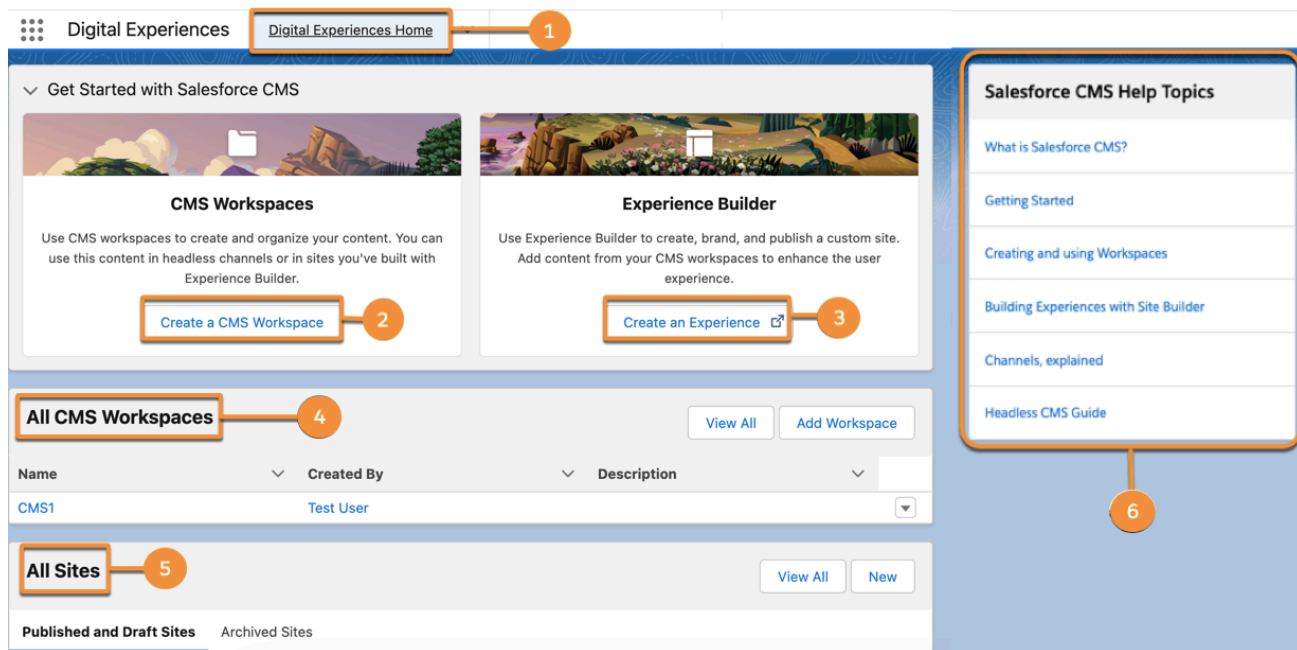 Digital Experiences
Digital Experiences Home
1
Get Started with Salesforce CMS
CMS Workspaces
Use CMS workspaces to create and organize your content. You can
use this content in headless channels or in sites you've built with
Experience Builder.
Create a CMS Workspace
2
Experience Builder
Use Experience Builder to create, brand, and publish a custom site.
Add content from your CMS workspaces to enhance the user
experience.
Create an Experience
3
All CMS Workspaces
4
View All
Add Workspace
Name
Created By
Description
CMS1
Test User
All Sites
5
View All
New
Published and Draft Sites
Archived Sites
Salesforce CMS Help Topics
What is Salesforce CMS?
Getting Started
Creating and using Workspaces
Building Experiences with Site Builder
Channels, explained
Headless CMS Guide
6